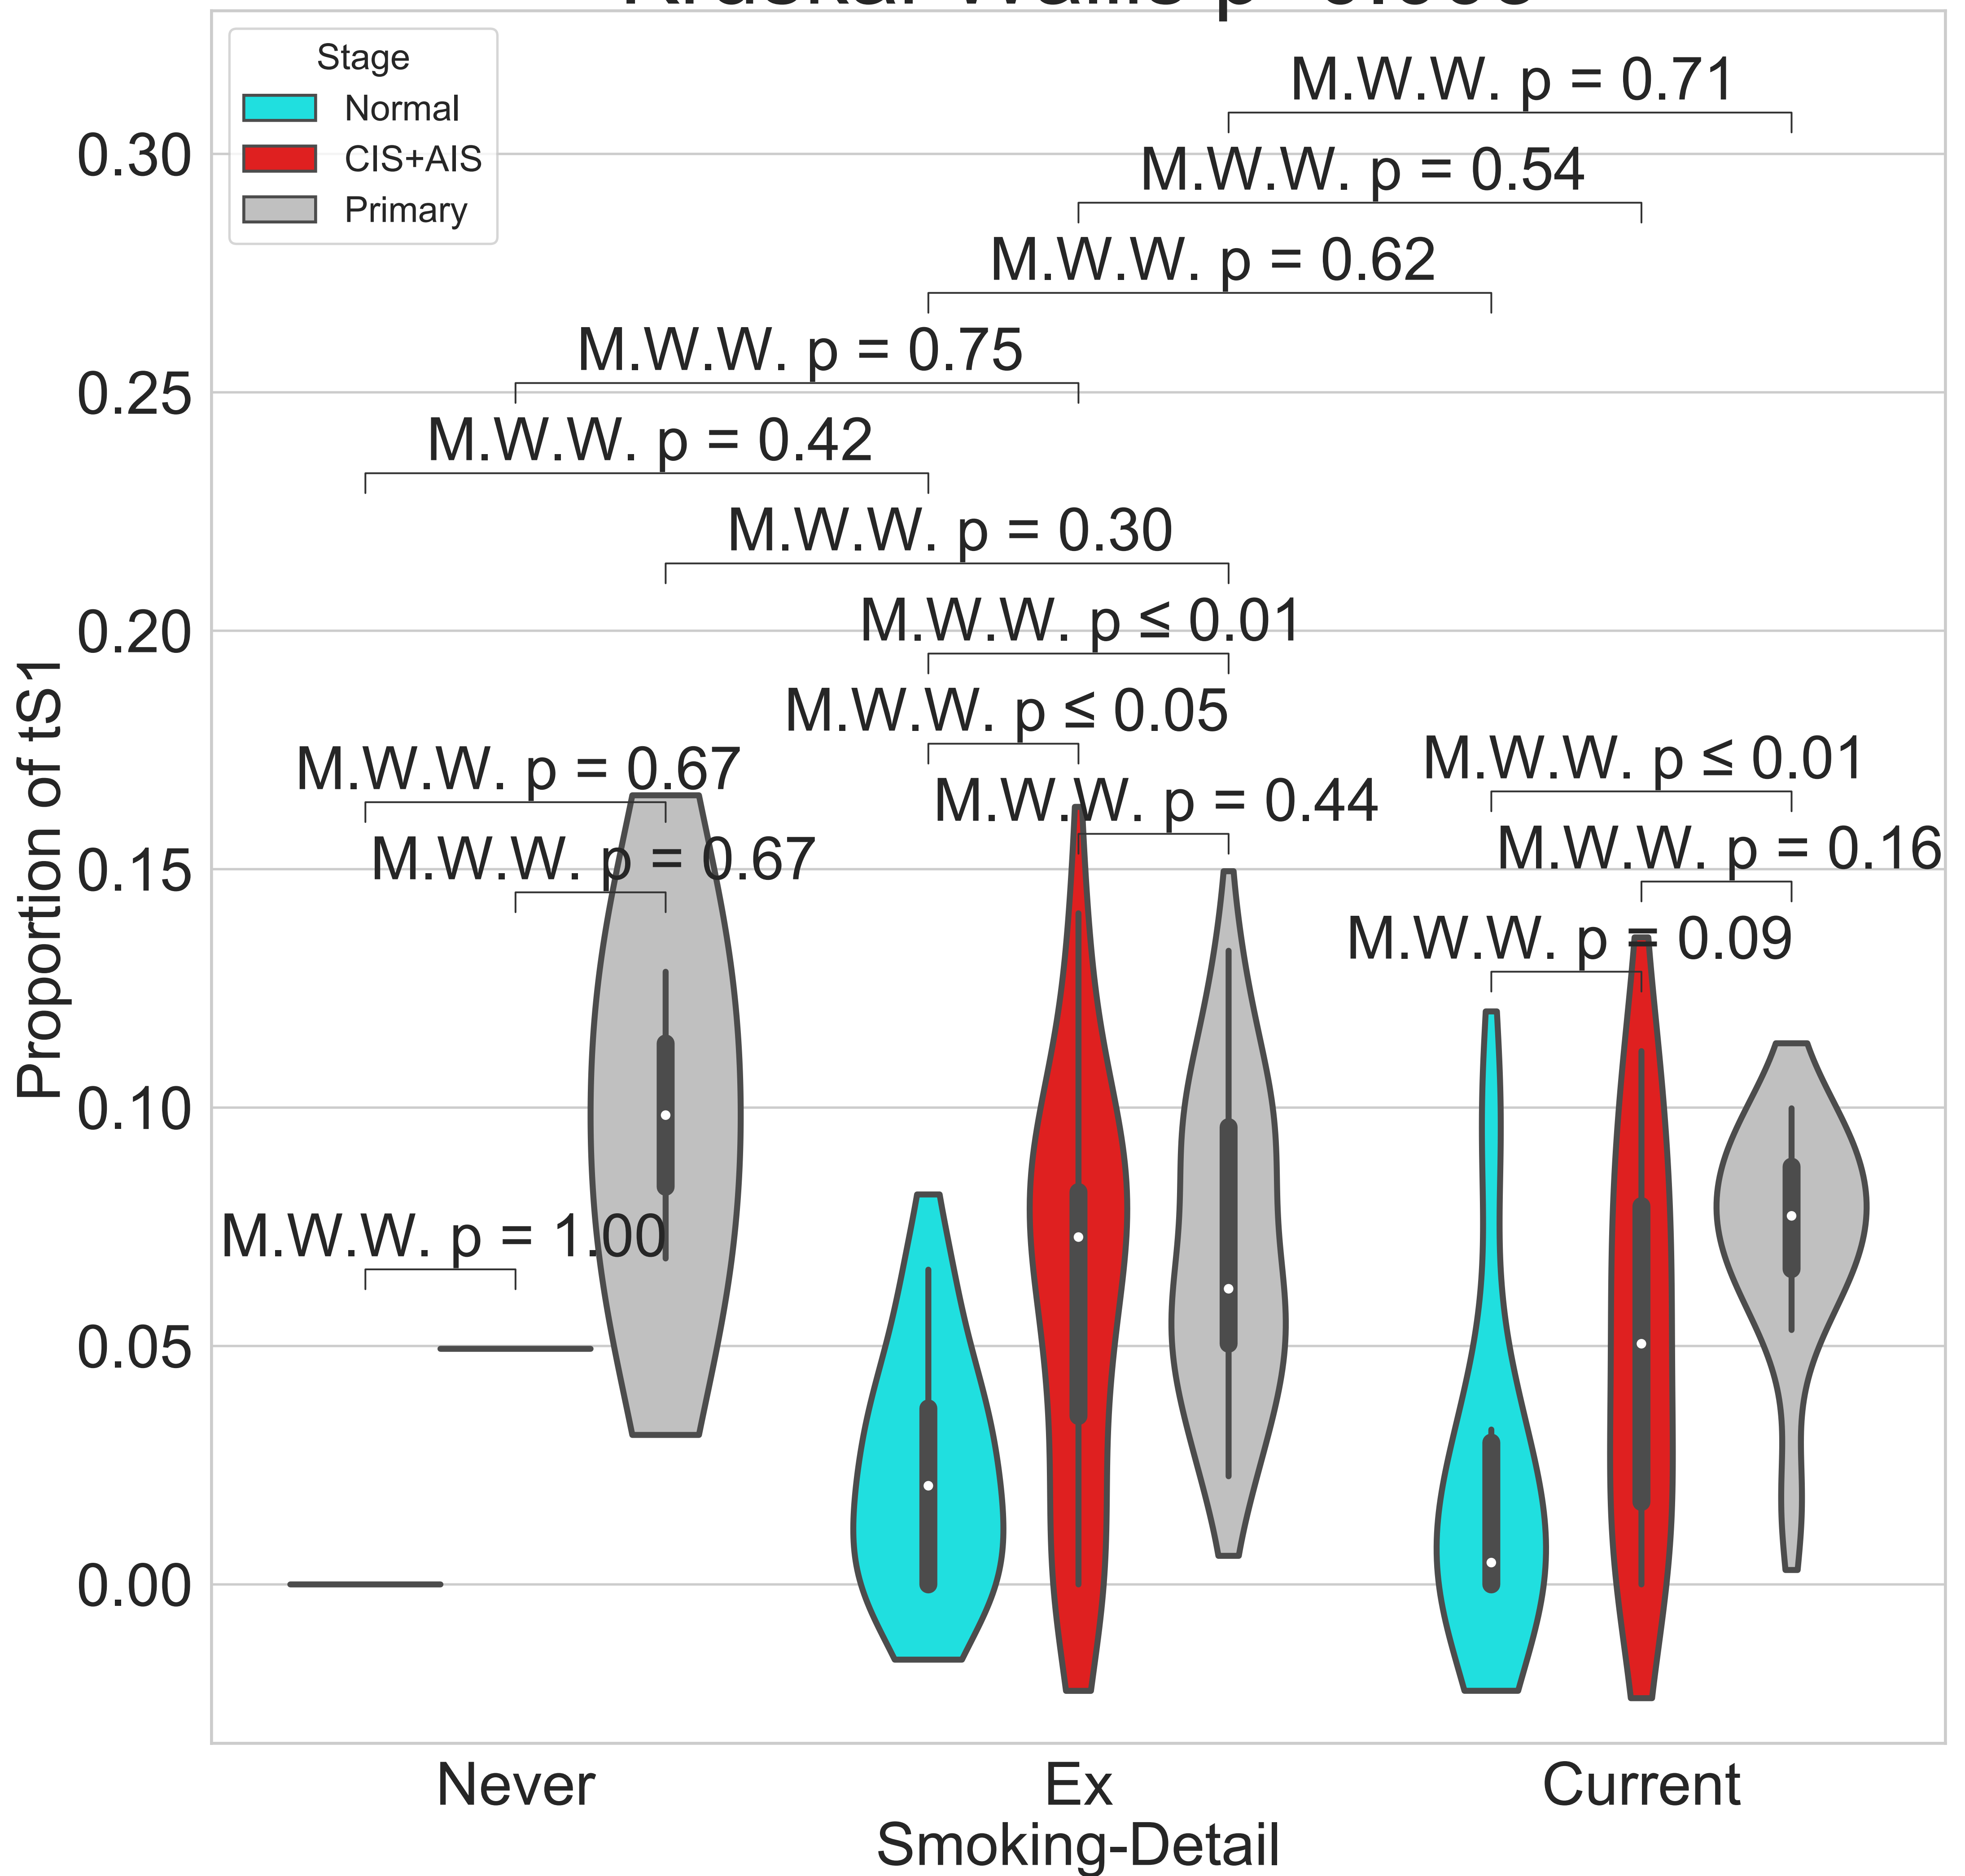 Stage
Normal
CIS+AIS
Primary
M.W.W. p = 0.71
M.W.W. p = 0.54
M.W.W. p = 0.62
M.W.W. p = 0.75
M.W.W. p = 0.42
M.W.W. p = 0.30
M.W.W. p ≤ 0.01
M.W.W. p ≤ 0.05
M.W.W. p = 0.44
M.W.W. p = 0.67
M.W.W. p = 0.67
M.W.W. p = 1.00
M.W.W. p ≤ 0.01
M.W.W. p = 0.16
M.W.W. p = 0.09
0.30
0.25
0.20
0.15
0.10
0.05
0.00
Proportion of tS1
Never
Ex
Current
Smoking-Detail